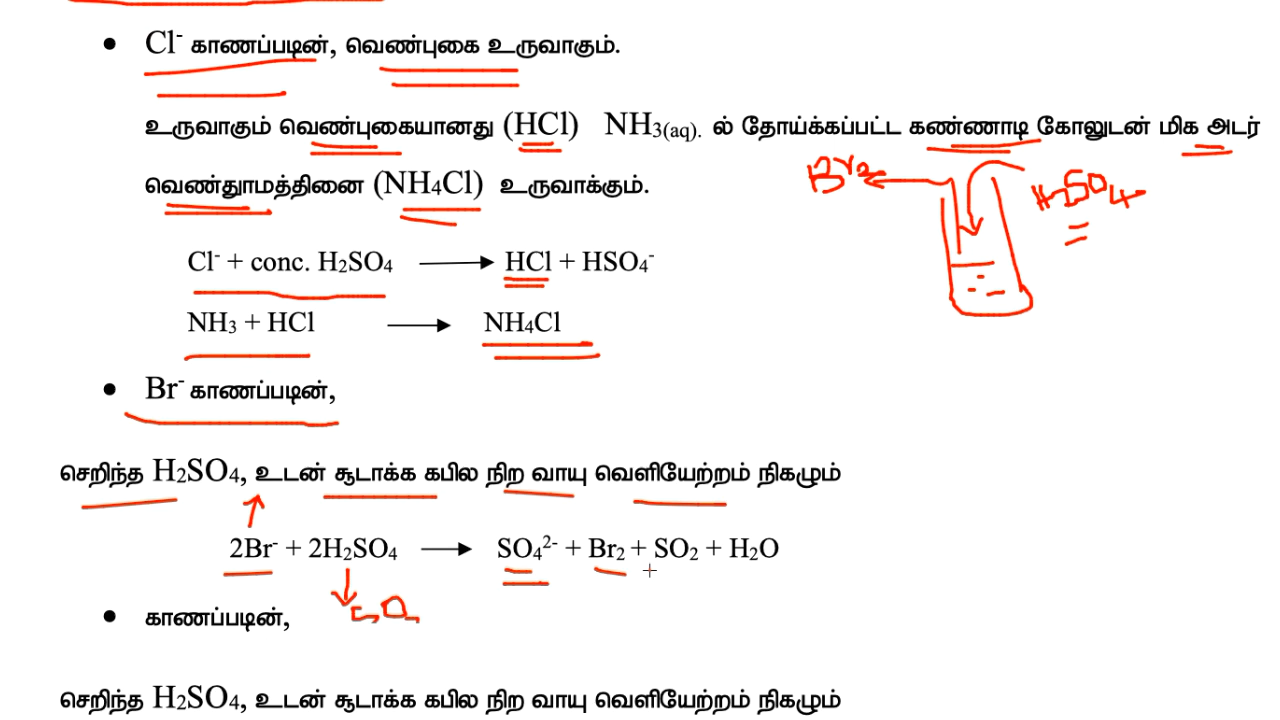 • Cl⁻ காணப்படின், வெண்புகை உருவாகும்.
உருவாகும் வெண்புகையானது (HCl) NH₃(aq). ல் தோய்க்கப்பட்ட கண்ணாடி கோலுடன் மிக அடர்
வெண்தூமத்தினை (NH₄Cl) உருவாக்கும்.
Br₂
H₂SO₄
Cl⁻ + conc. H₂SO₄ ⟶ HCl + HSO₄⁻
NH₃ + HCl ⟶ NH₄Cl
• Br⁻ காணப்படின்,
செறிந்த H₂SO₄, உடன் சூடாக்க கபில நிற வாயு வெளியேற்றம் நிகழும்
2Br⁻ + 2H₂SO₄ ⟶ SO₄²⁻ + Br₂ + SO₂ + H₂O
• காணப்படின்,
செறிந்த H₂SO₄, உடன் சூடாக்க கபில நிற வாயு வெளியேற்றம் நிகழும்